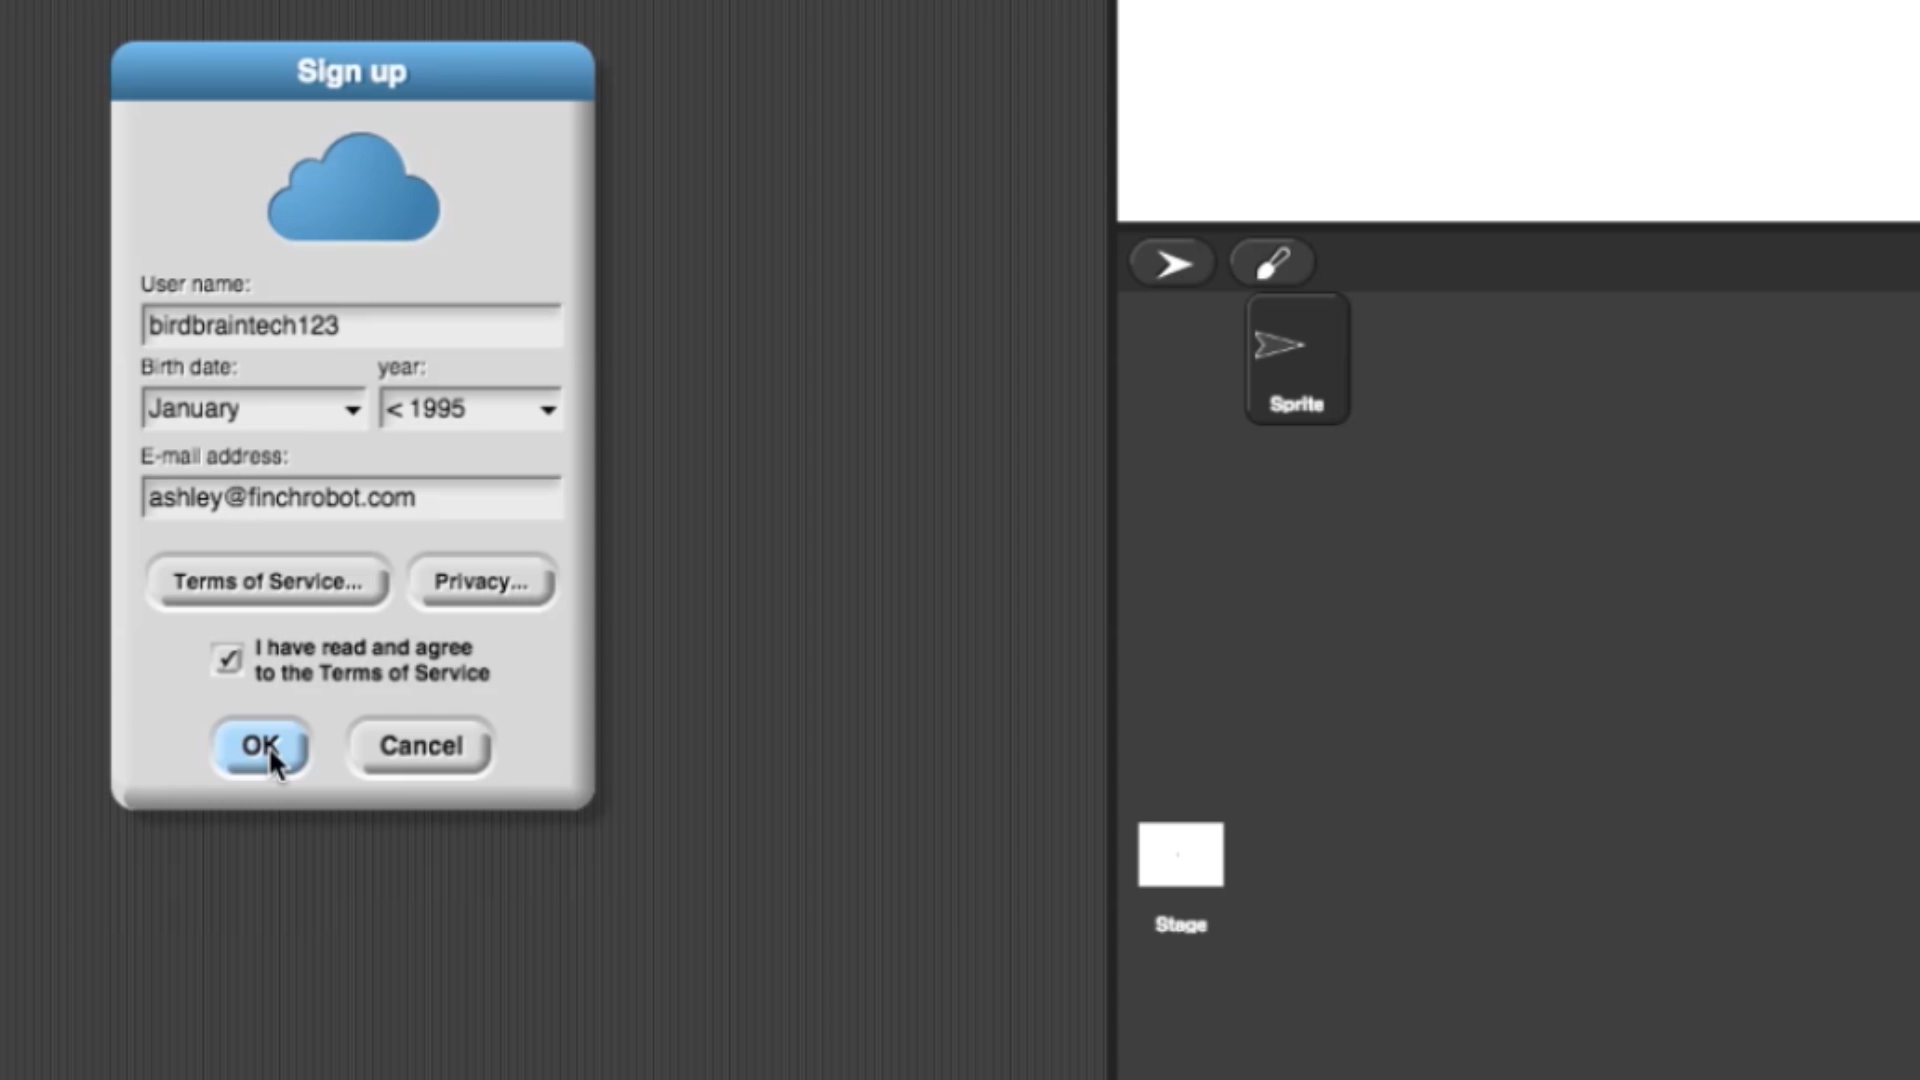 Sign up
User name:
birdbraintech123
Birth date: year:
January < 1995
E-mail address:
ashley@finchrobot.com
Terms of Service... Privacy...
I have read and agree
to the Terms of Service
OK Cancel
Sprite
Stage